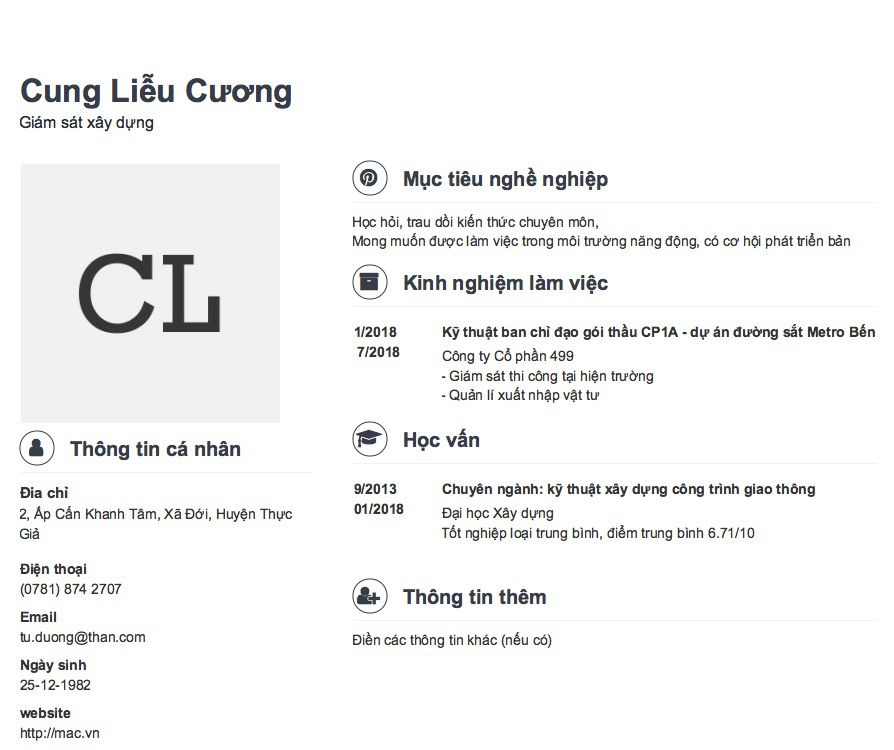 Cung Liễu Cương
Giám sát xây dựng
CL
Thông tin cá nhân
Đia chỉ
2, Ấp Cấn Khanh Tâm, Xã Đới, Huyện Thực
Giả
Điện thoại
(0781) 874 2707
Email
tu.duong@than.com
Ngày sinh
25-12-1982
website
http://mac.vn
Mục tiêu nghề nghiệp
Học hỏi, trau dồi kiến thức chuyên môn,
Mong muốn được làm việc trong môi trường năng động, có cơ hội phát triển bản
Kinh nghiệm làm việc
1/2018
7/2018
Kỹ thuật ban chỉ đạo gói thầu CP1A - dự án đường sắt Metro Bến
Công ty Cổ phần 499
- Giám sát thi công tại hiện trường
- Quản lí xuất nhập vật tư
Học vấn
9/2013
01/2018
Chuyên ngành: kỹ thuật xây dựng công trình giao thông
Đại học Xây dựng
Tốt nghiệp loại trung bình, điểm trung bình 6.71/10
Thông tin thêm
Điền các thông tin khác (nếu có)